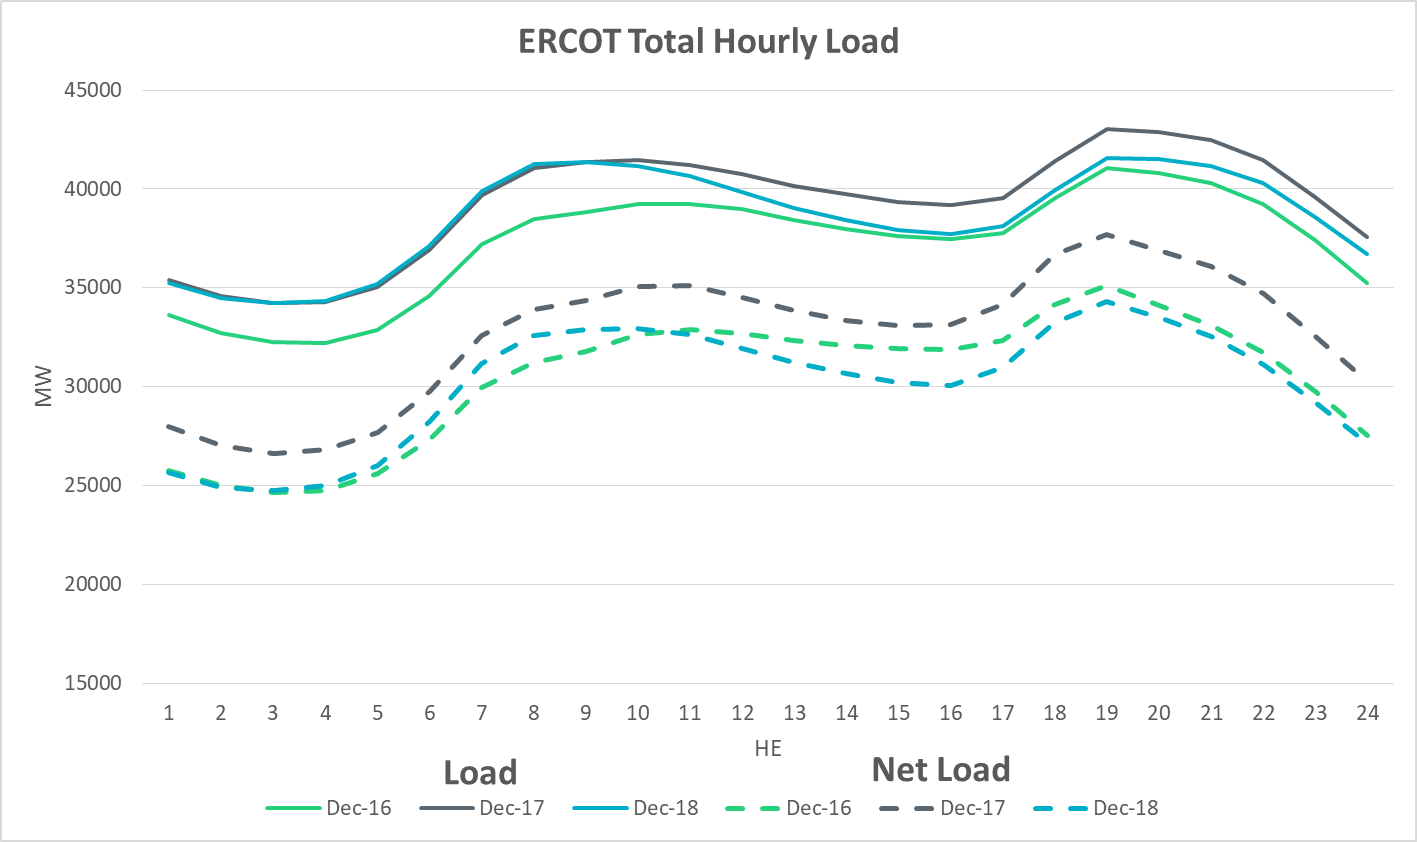 ERCOT Total Hourly Load
45000
40000
35000
30000
25000
20000
15000
MW
1 2 3 4 5 6 7 8 9 10 11 12 13 14 15 16 17 18 19 20 21 22 23 24
HE
Load Net Load
Dec-16 Dec-17 Dec-18 Dec-16 Dec-17 Dec-18